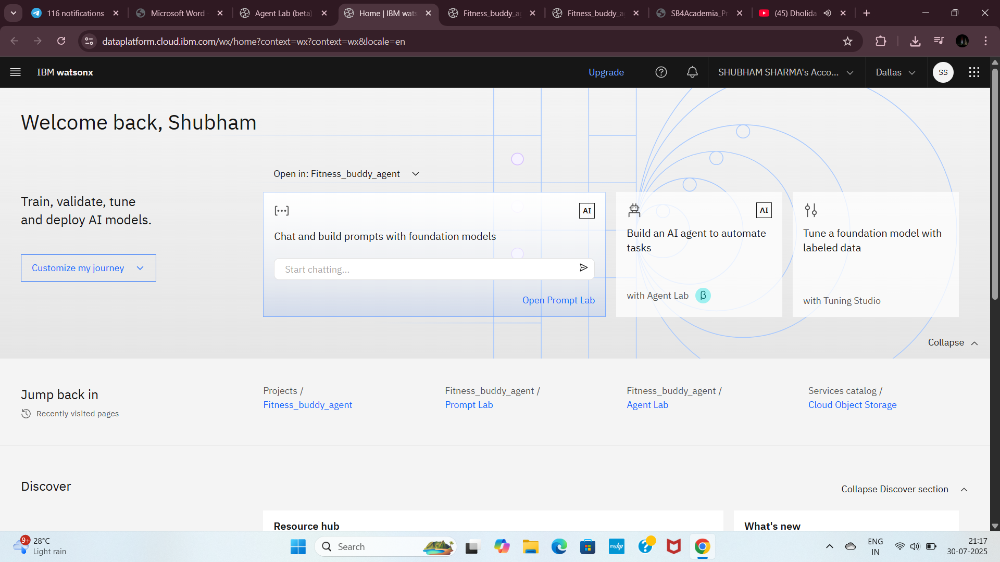 116 notifications
Microsoft Word
Agent Lab (beta)
Home | IBM wats
Fitness_buddy_a
Fitness_buddy_a
SB4Academia_Pr
(45) Dholida
dataplatform.cloud.ibm.com/wx/home?context=wx?context=wx&locale=en
IBM watsonx
Upgrade
SHUBHAM SHARMA's Acco...
Dallas
SS
Welcome back, Shubham
Open in: Fitness_buddy_agent
Train, validate, tune
and deploy AI models.
Customize my journey
AI
Chat and build prompts with foundation models
Start chatting...
Open Prompt Lab
AI
Build an AI agent to automate
tasks
with Agent Lab β
Tune a foundation model with
labeled data
with Tuning Studio
Collapse
Jump back in
Recently visited pages
Projects /
Fitness_buddy_agent
Fitness_buddy_agent /
Prompt Lab
Fitness_buddy_agent /
Agent Lab
Services catalog /
Cloud Object Storage
Discover
Collapse Discover section
Resource hub
What's new
9+
28°C
Light rain
Search
myhp
ENG
IN
21:17
30-07-2025